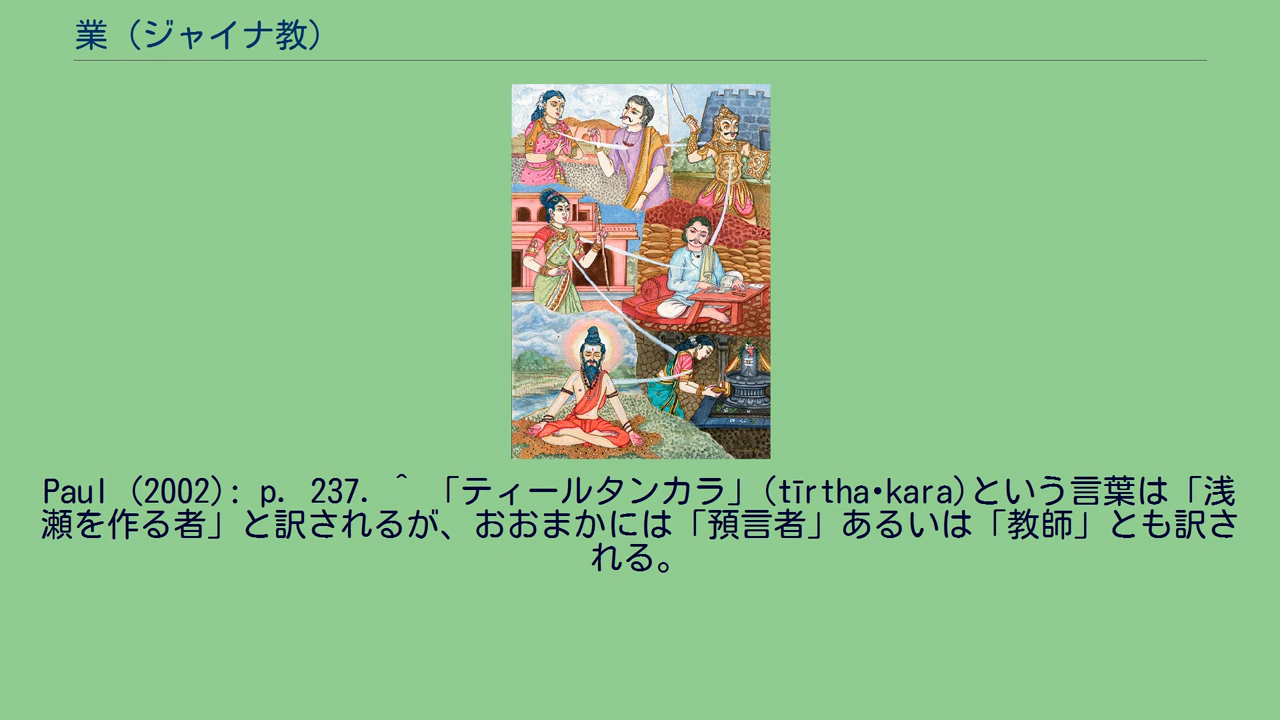 業（ジャイナ教）
Paul (2002): p. 237. ^ 「ティールタンカラ」(tīrtha•kara)という言葉は「浅
瀬を作る者」と訳されるが、おおまかには「預言者」あるいは「教師」とも訳さ
れる。